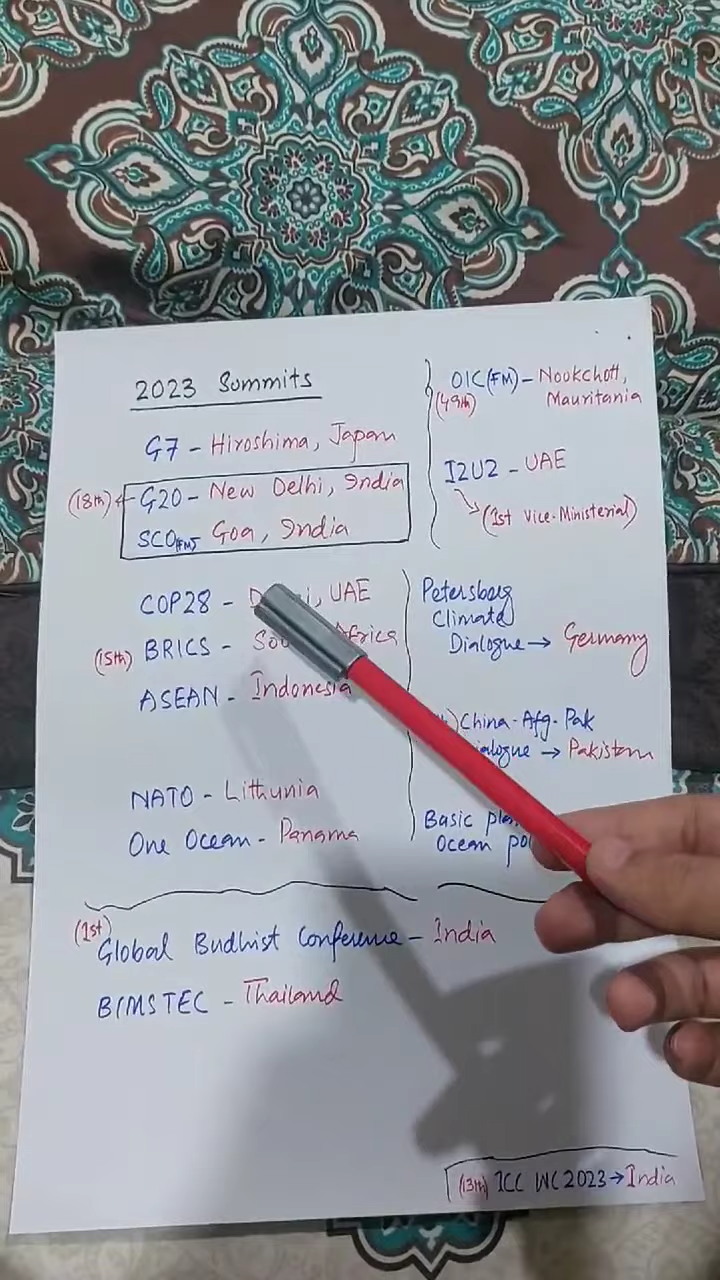 2023 Summits
G7 - Hiroshima, Japan
(18th) G20 - New Delhi, India
SCO(FM) Goa, India
COP28 - UAE
(15th) BRICS - Africa
ASEAN - Indonesia
NATO - Lithunia
One Ocean - Panama
OIC(FM) - Nookchott,
(49th) Mauritania
I2U2 - UAE
(1st Vice-Ministerial)
Petersberg
Climate
Dialogue → Germany
China-Afg-Pak
→ Pakistan
Basic
Ocean
(1st)
Global Budhist Conference - India
BIMSTEC - Thailand
(13th) ICC WC 2023 → India